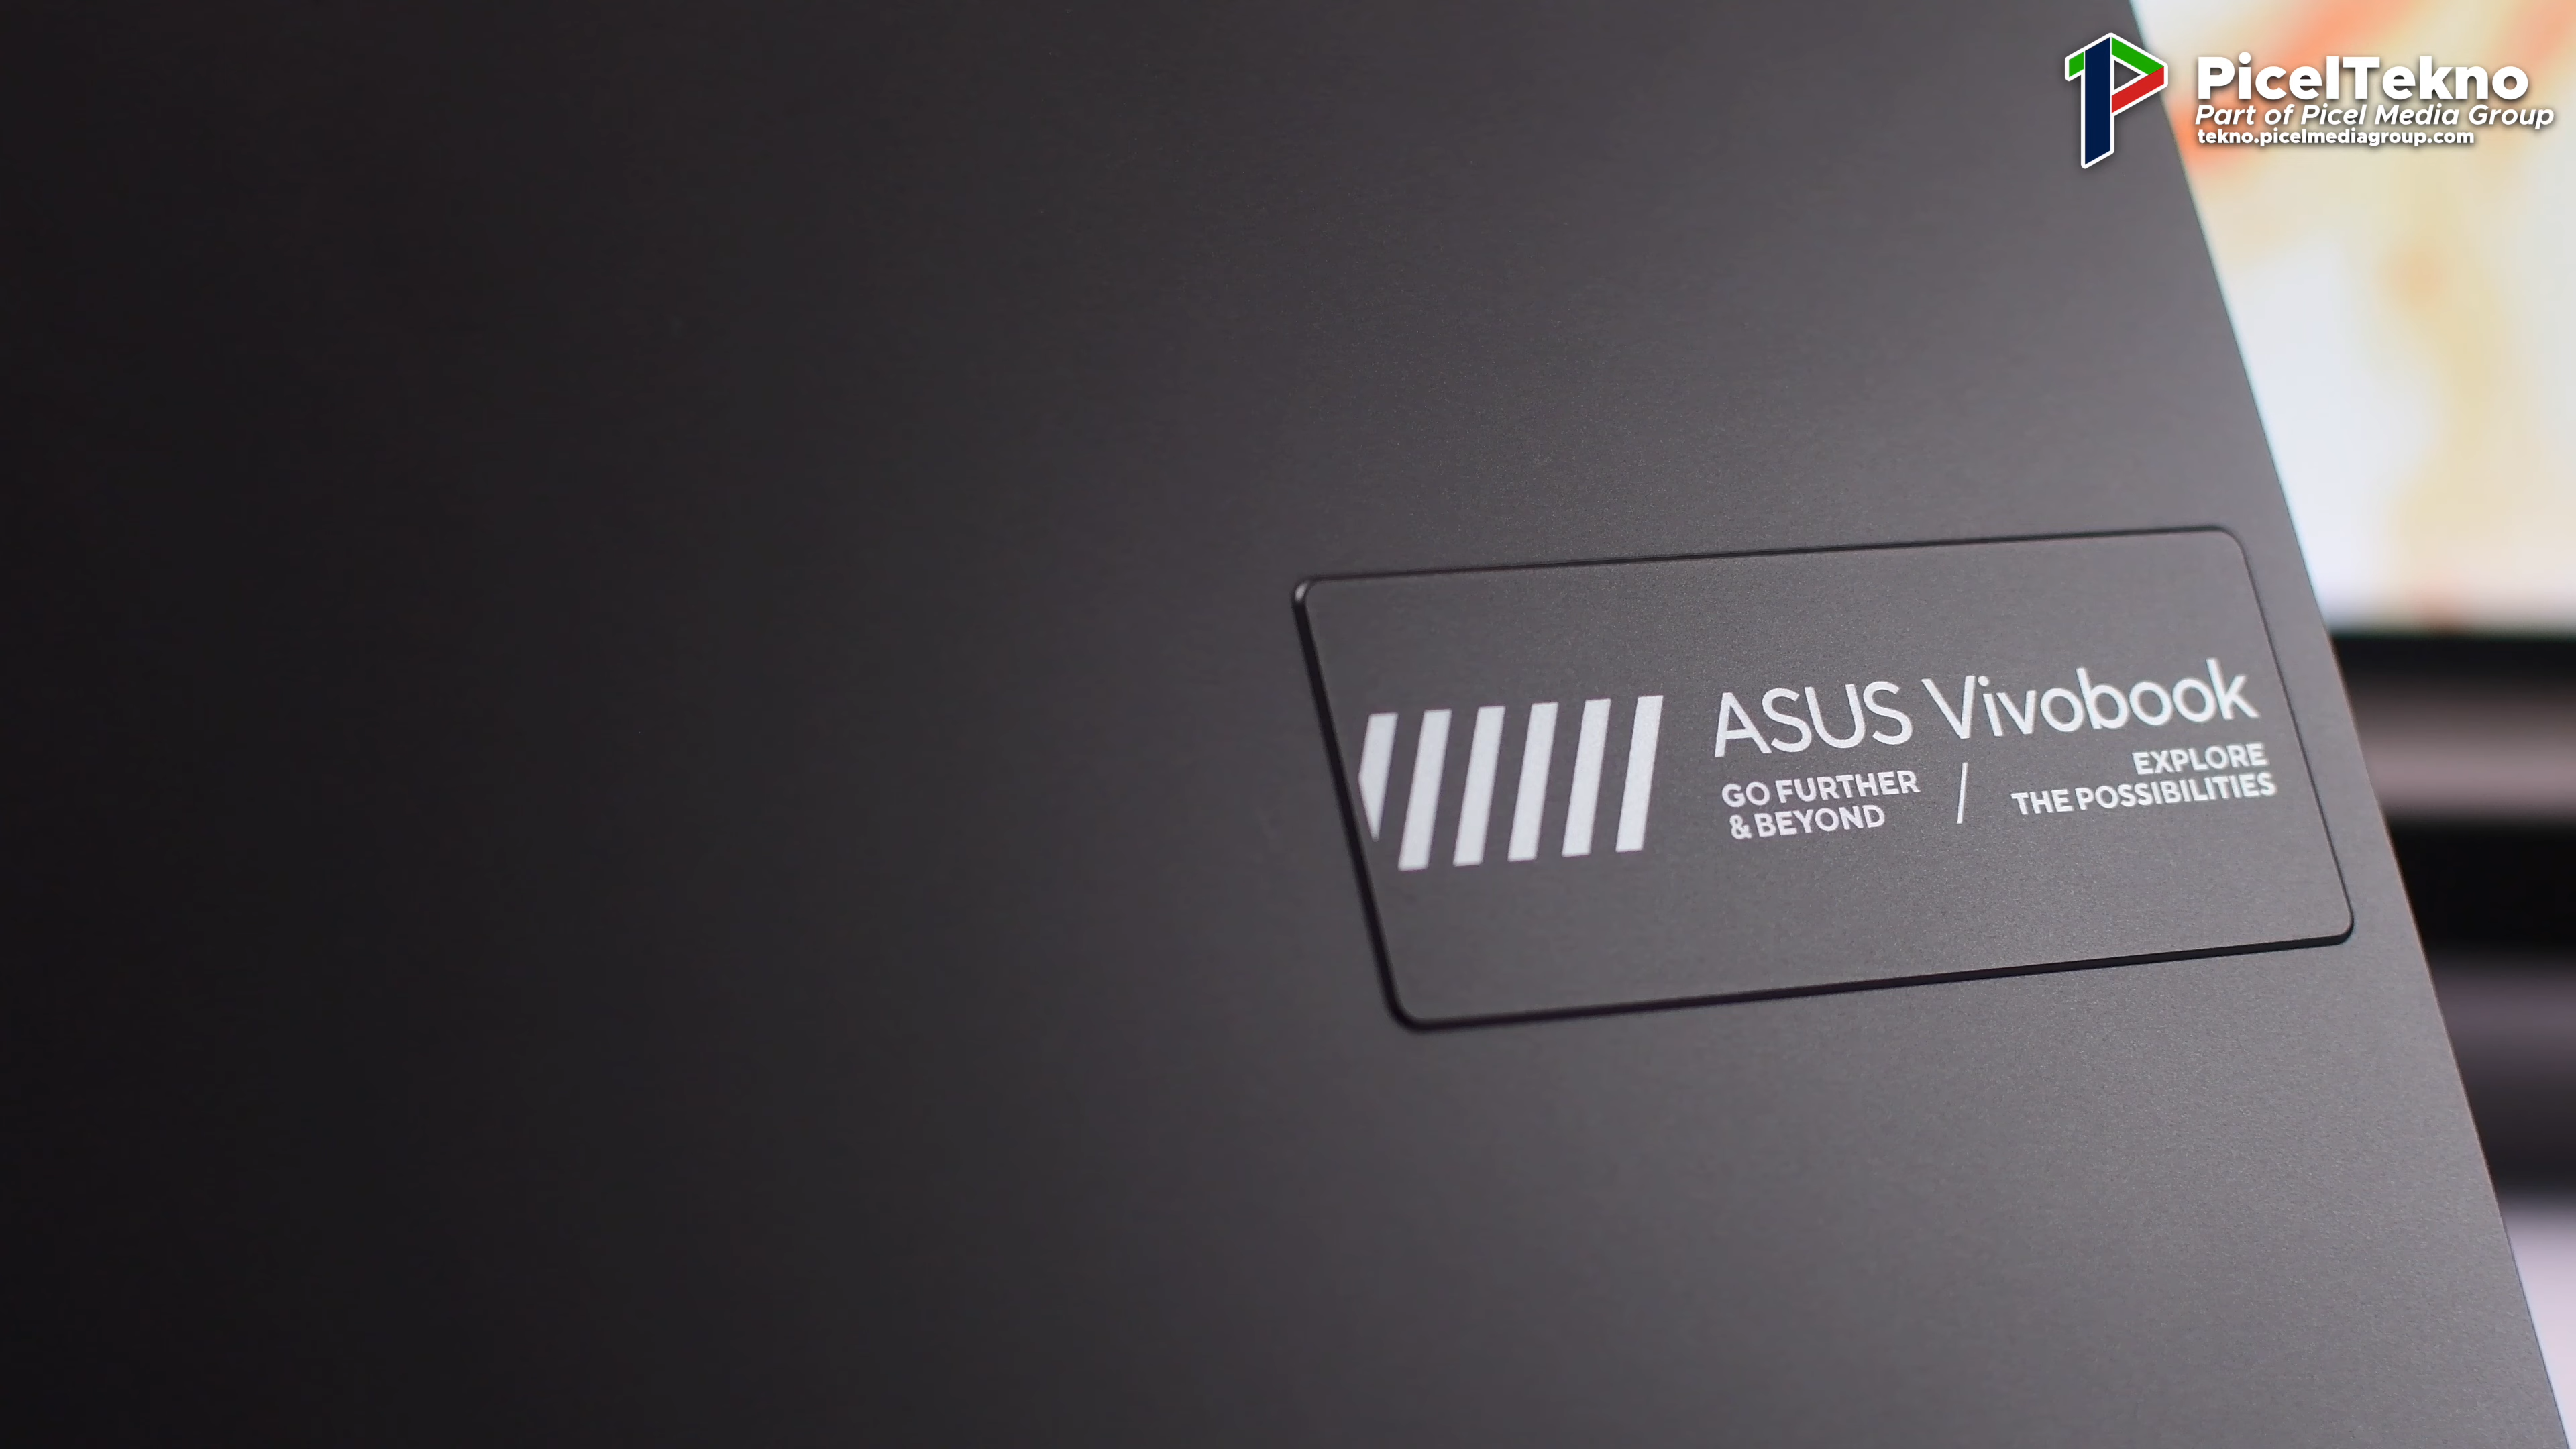 PicelTekno
Part of Picel Media Group
tekno.picelmediagroup.com
ASUS Vivobook
GO FURTHER
& BEYOND
/
EXPLORE
THE POSSIBILITIES